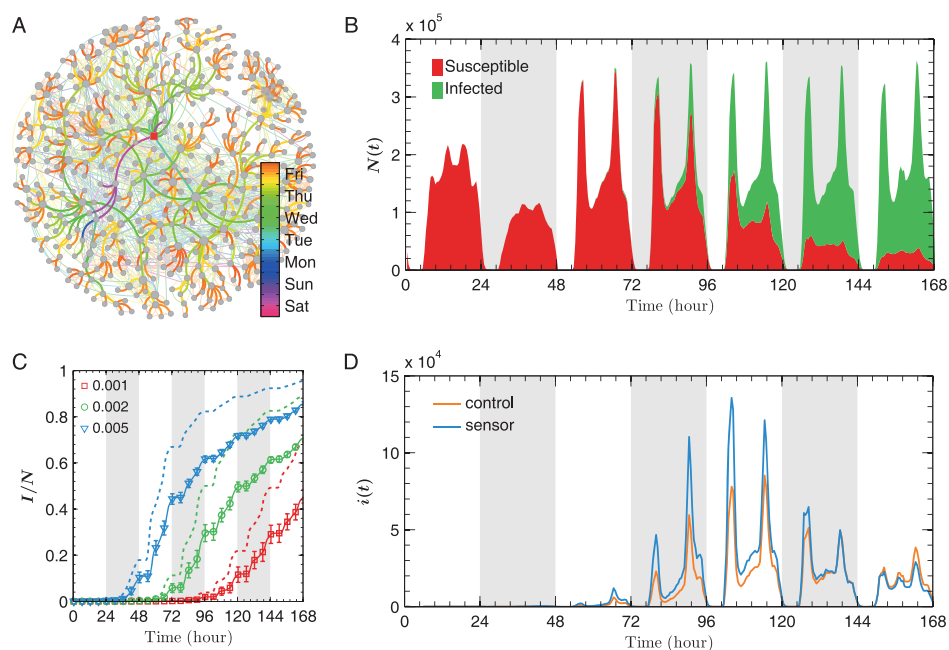 A
Fri
Thu
Wed
Tue
Mon
Sun
Sat
B
x 10^5
4
3
2
1
0
N(t)
Susceptible
Infected
0 24 48 72 96 120 144 168
Time (hour)
C
1
0.8
0.6
0.4
0.2
0
I/N
0.001
0.002
0.005
0 24 48 72 96 120 144 168
Time (hour)
D
x 10^4
15
10
5
0
i(t)
control
sensor
0 24 48 72 96 120 144 168
Time (hour)